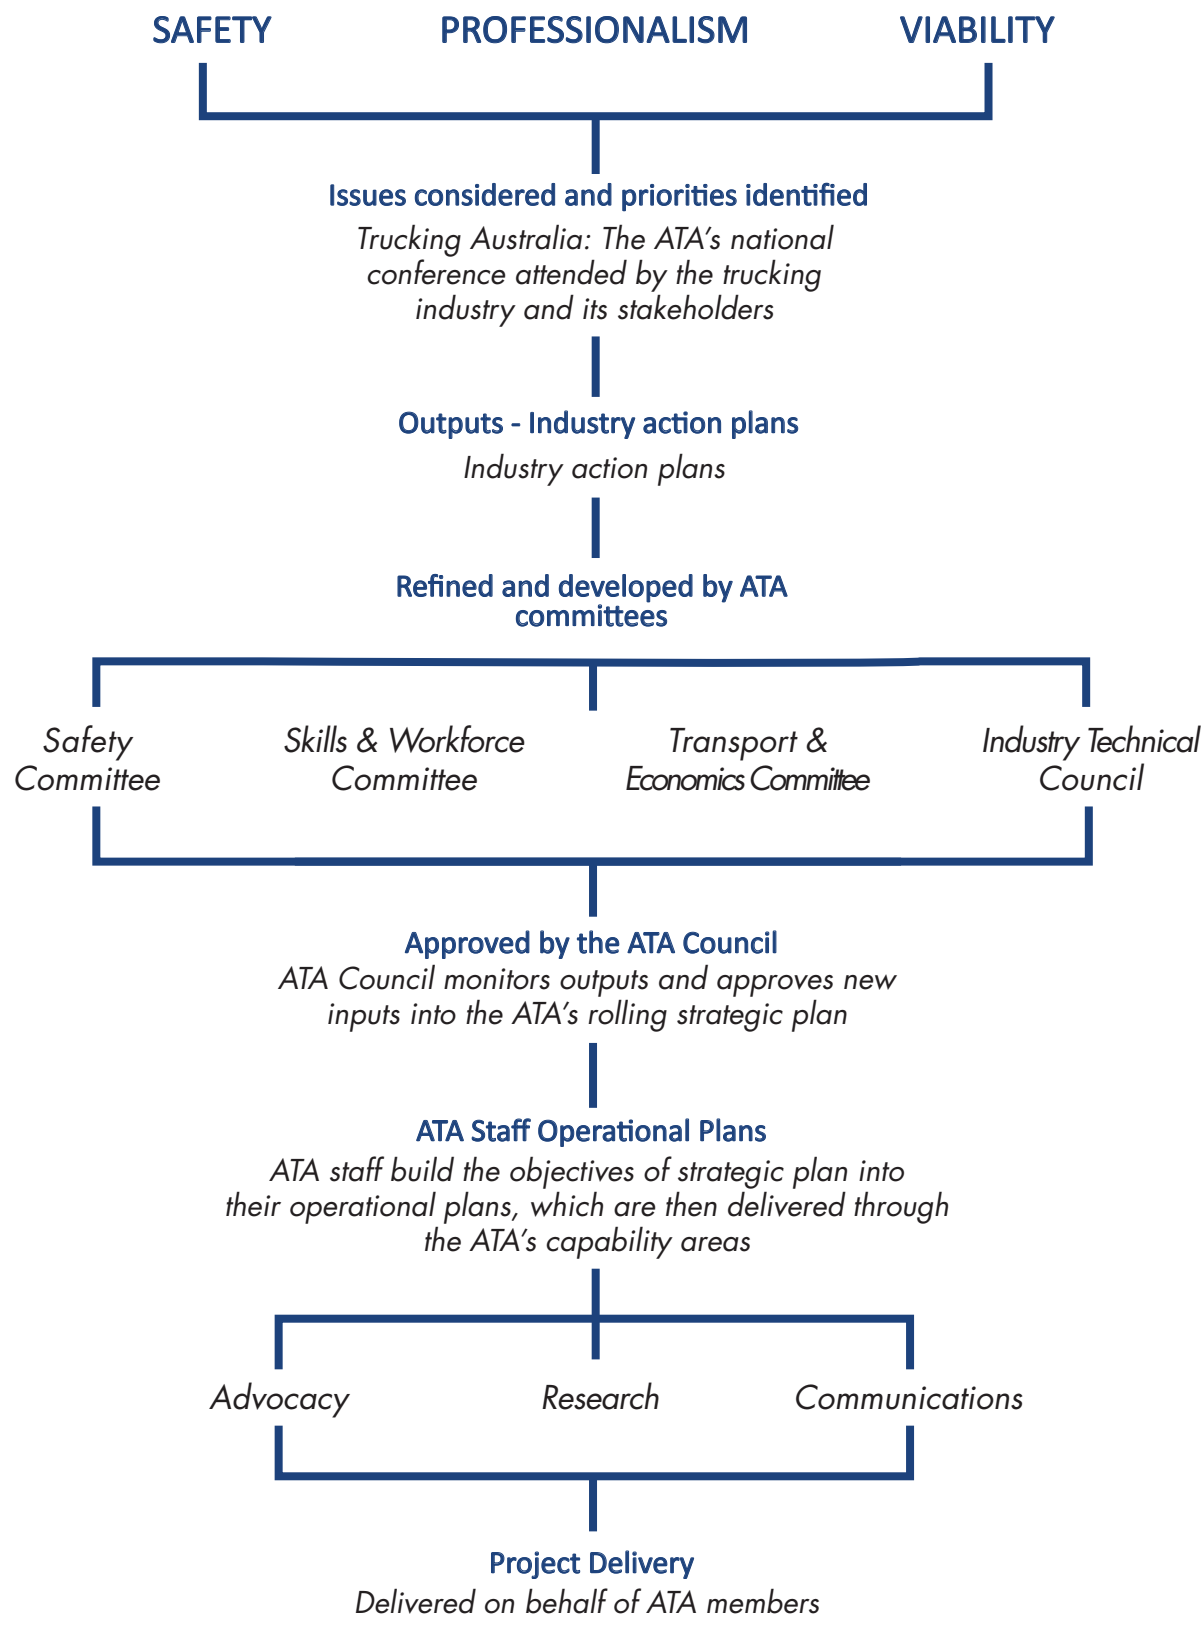 SAFETY PROFESSIONALISM VIABILITY
Issues considered and priorities identified
Trucking Australia: The ATA's national
conference attended by the trucking
industry and its stakeholders
Outputs - Industry action plans
Industry action plans
Refined and developed by ATA
committees
Safety
Committee
Skills & Workforce
Committee
Transport &
Economics Committee
Industry Technical
Council
Approved by the ATA Council
ATA Council monitors outputs and approves new
inputs into the ATA's rolling strategic plan
ATA Staff Operational Plans
ATA staff build the objectives of strategic plan into
their operational plans, which are then delivered through
the ATA's capability areas
Advocacy Research Communications
Project Delivery
Delivered on behalf of ATA members